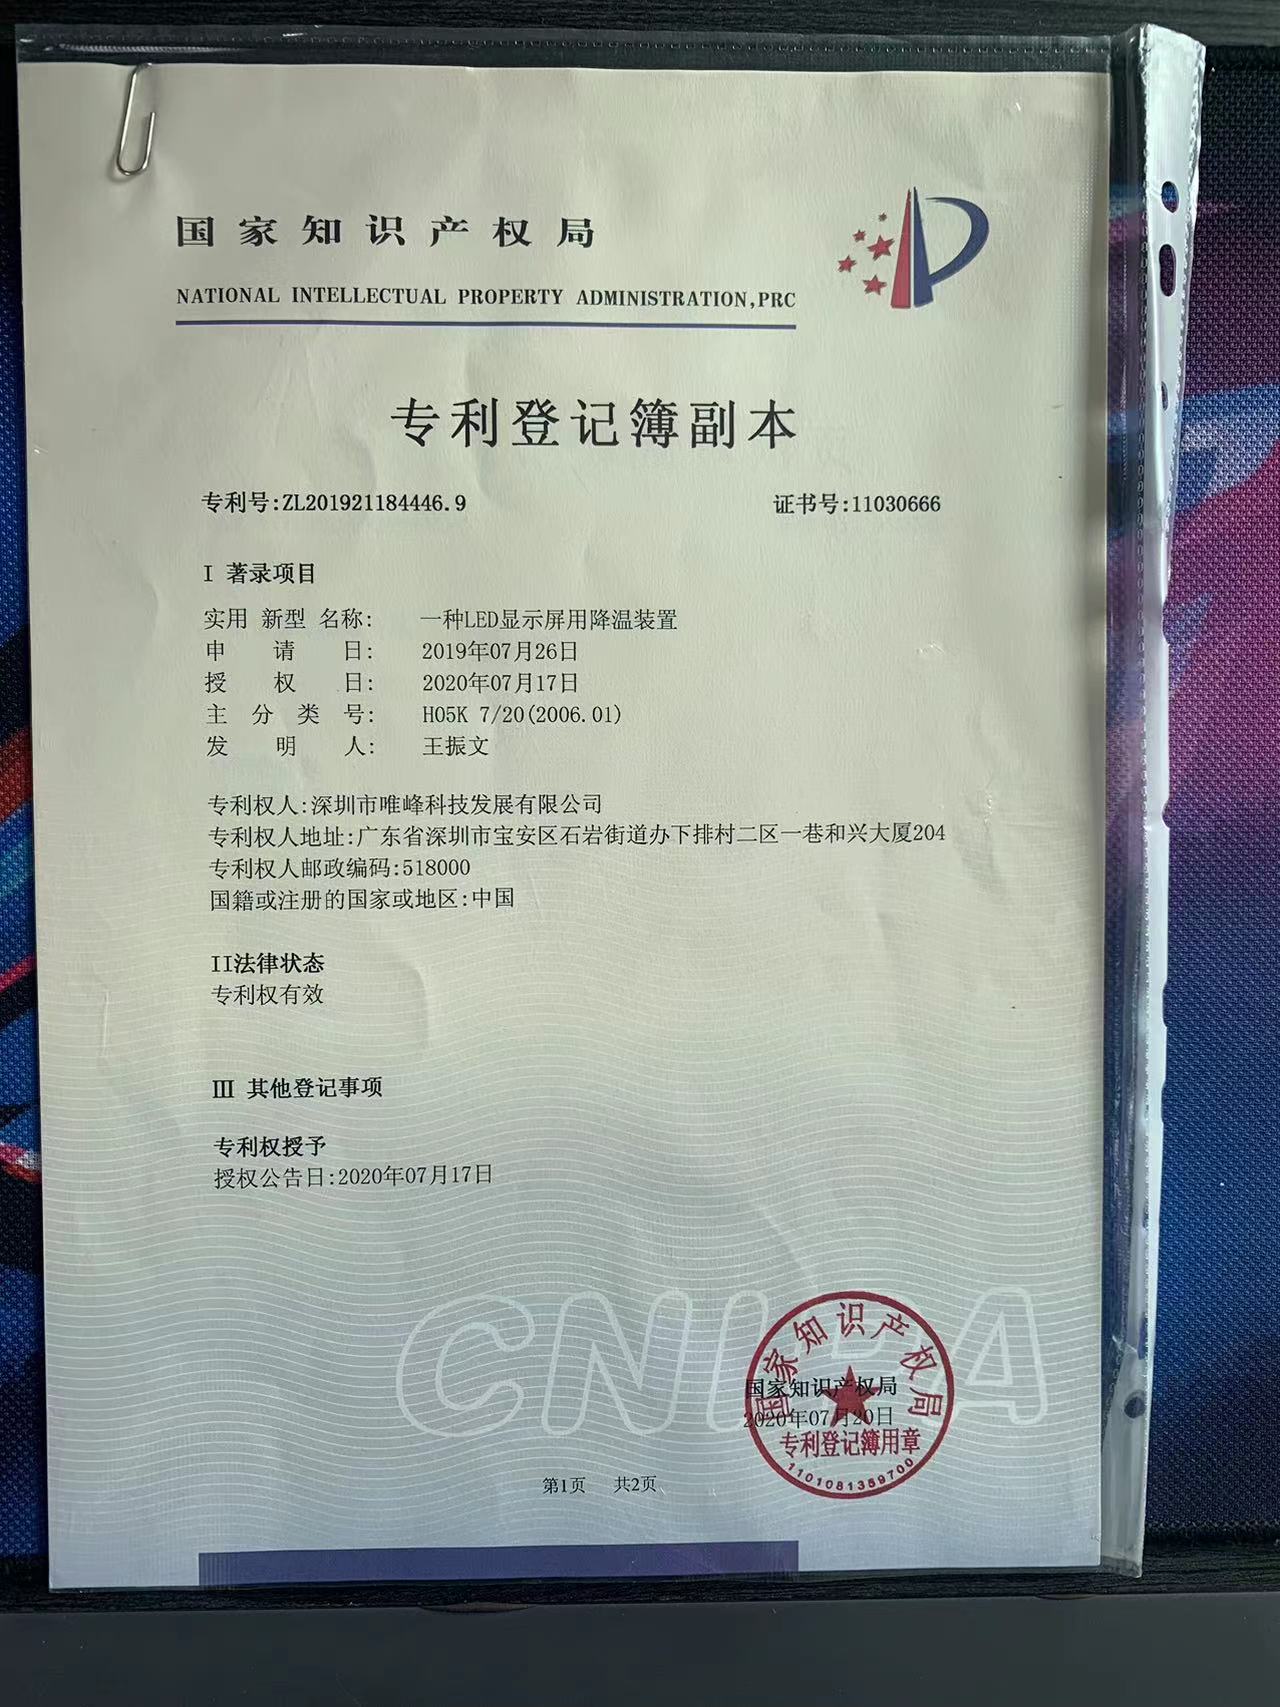 国家知识产权局
NATIONAL INTELLECTUAL PROPERTY ADMINISTRATION,PRC
专利登记簿副本
专利号:ZL201921184446.9 证书号:11030666
I 著录项目
实用 新型 名称: 一种LED显示屏用降温装置
申 请 日: 2019年07月26日
授 权 日: 2020年07月17日
主 分 类 号: H05K 7/20(2006.01)
发 明 人: 王振文
专利权人:深圳市唯峰科技发展有限公司
专利权人地址:广东省深圳市宝安区石岩街道办下排村二区一巷和兴大厦204
专利权人邮政编码:518000
国籍或注册的国家或地区:中国
II法律状态
专利权有效
III 其他登记事项
专利权授予
授权公告日:2020年07月17日
CNIPA
国家知识产权局
国家知识产权局
2020年07月20日
专利登记簿用章
1101081359700
第1页 共2页